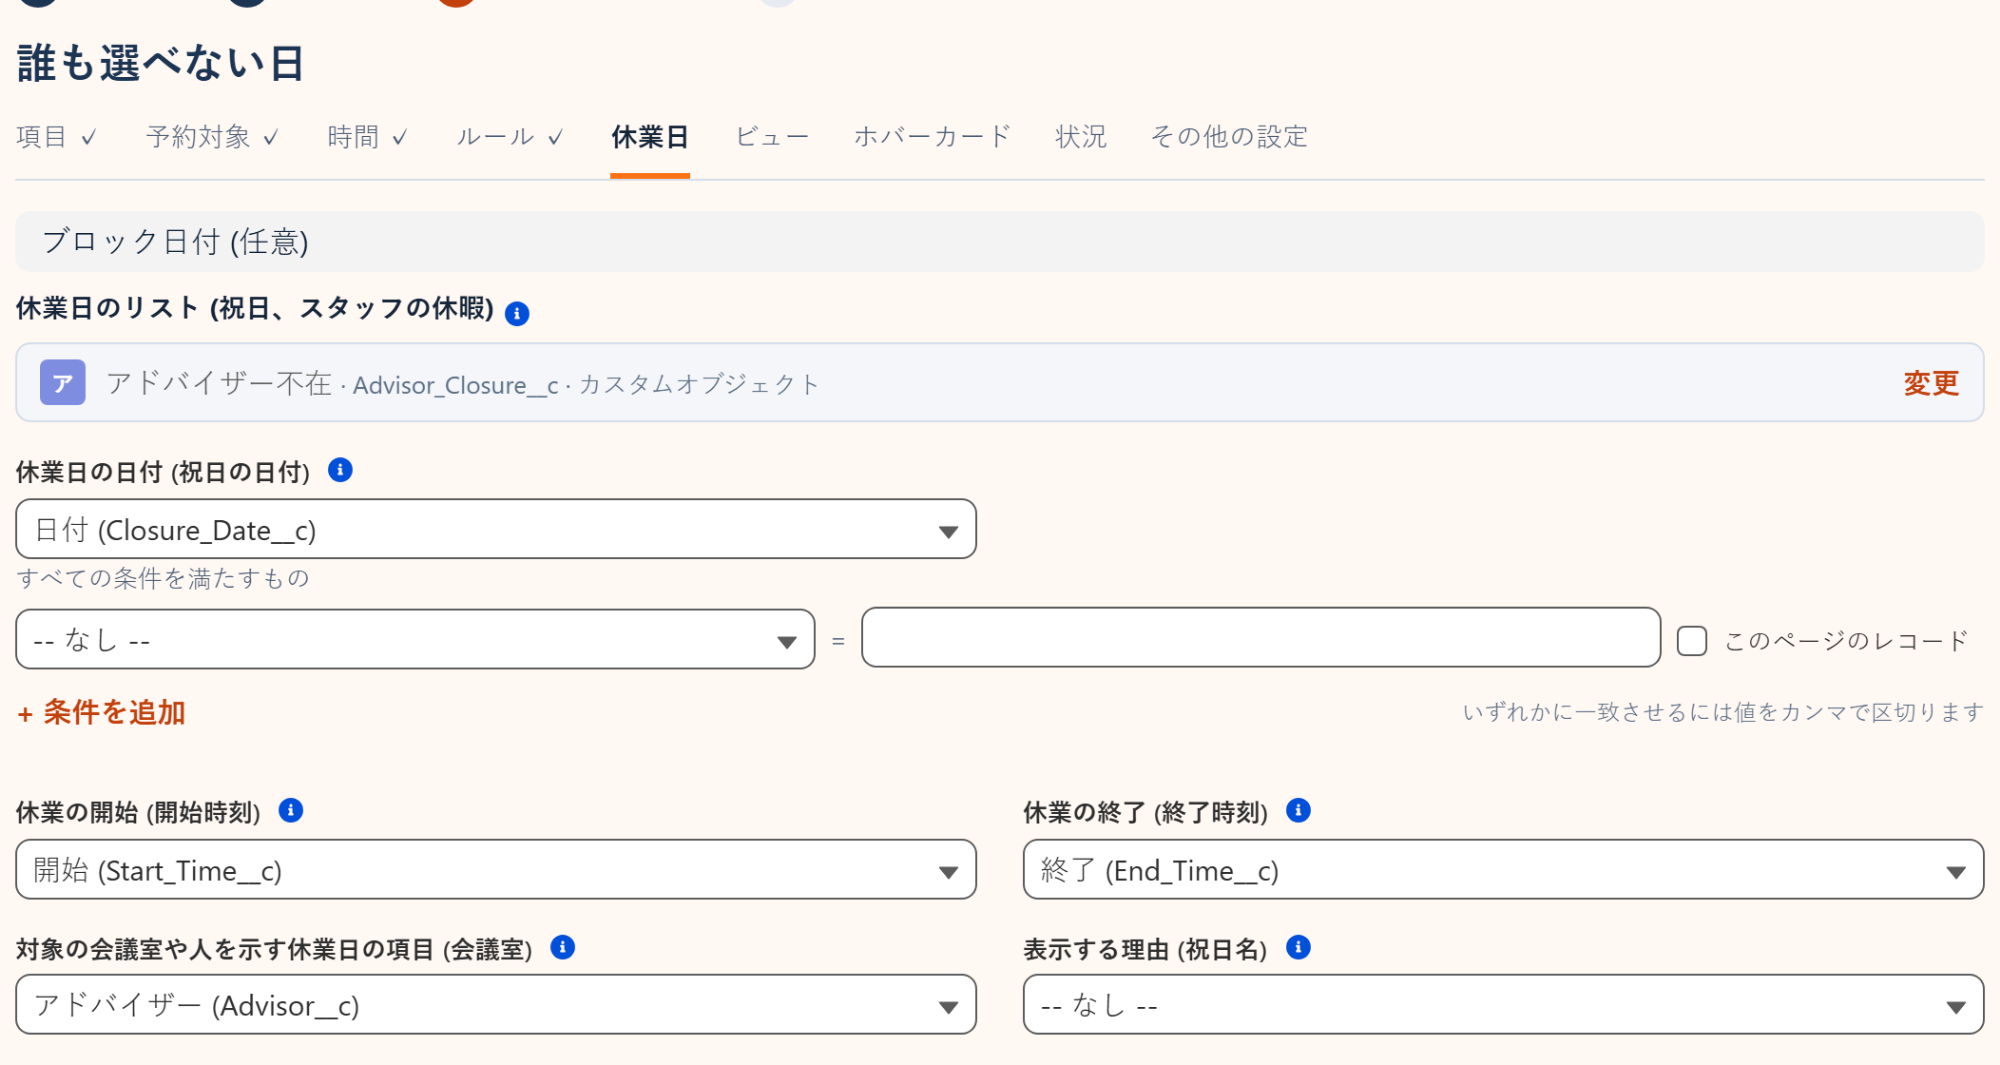 誰も選べない日
項目 ✓ 予約対象 ✓ 時間 ✓ ルール ✓ 休業日 ビュー ホバーカード 状況 その他の設定
ブロック日付 (任意)
休業日のリスト (祝日、スタッフの休暇)
ア アドバイザー不在 · Advisor_Closure__c · カスタムオブジェクト 変更
休業日の日付 (祝日の日付)
日付 (Closure_Date__c)
すべての条件を満たすもの
-- なし -- = このページのレコード
+ 条件を追加 いずれかに一致させるには値をカンマで区切ります
休業の開始 (開始時刻) 休業の終了 (終了時刻)
開始 (Start_Time__c) 終了 (End_Time__c)
対象の会議室や人を示す休業日の項目 (会議室) 表示する理由 (祝日名)
アドバイザー (Advisor__c) -- なし --